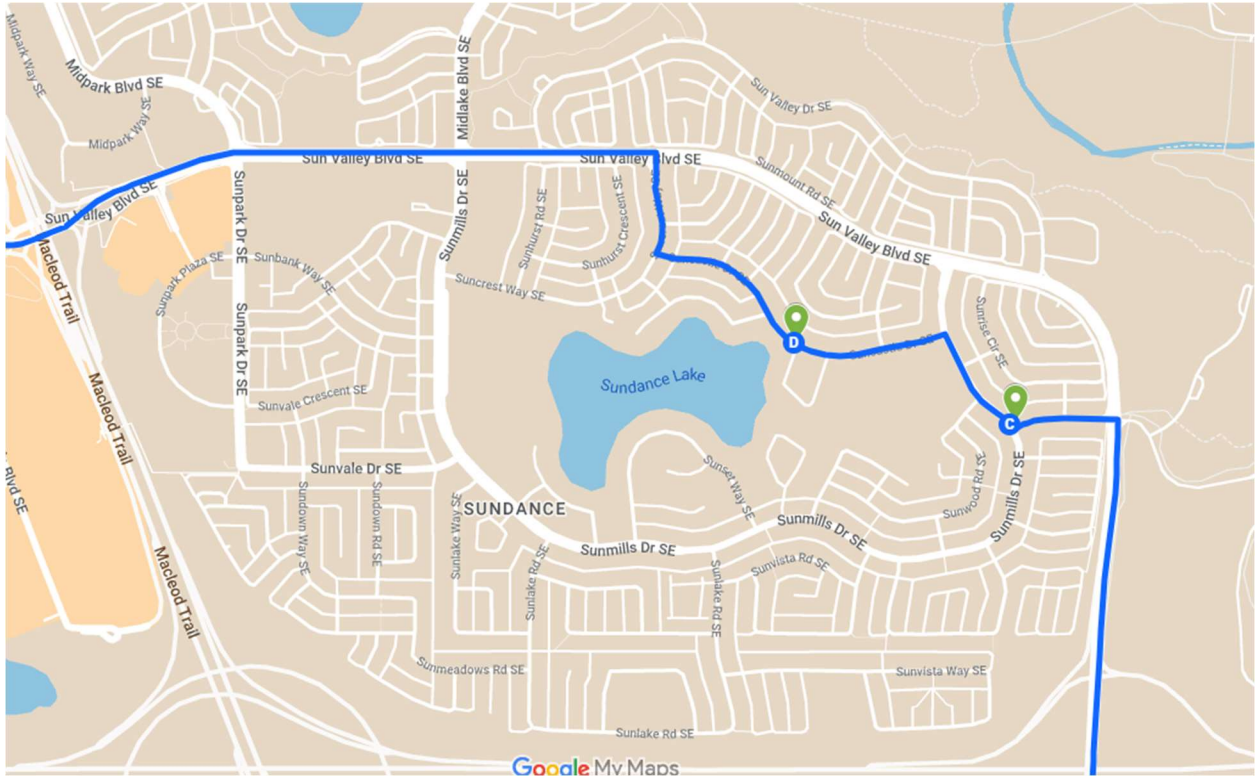 Midpark Way SE
Midpark Blvd SE
Midpark Way SE
Midlake Blvd SE
Sun Valley Dr SE
Sun Valley Blvd SE
Sun Valley Blvd SE
Sunmount Rd SE
Sun Valley Blvd SE
Sun Valley Blvd SE
Macleod Trail
Sunpark Dr SE
Sunpark Plaza SE
Sunbank Way SE
Sunmills Dr SE
Sunhurst Rd SE
Sunhurst Crescent SE
Suncrest Way SE
Sunrise Cir SE
Sunpark Dr SE
D
Suncastle Dr SE
Sundance Lake
Sunvale Crescent SE
Macleod Trail
C
Sunvale Dr SE
Blvd SE
Sundown Way SE
Sundown Rd SE
Sunlake Way SE
SUNDANCE
Sunset Way SE
Sunwood Rd SE
Sunmills Dr SE
Sunmills Dr SE
Sunmills Dr SE
Sunvista Rd SE
Macleod Trail
Sunlake Rd SE
Sunlake Rd SE
Sunmeadows Rd SE
Sunvista Way SE
Sunlake Rd SE
Google My Maps